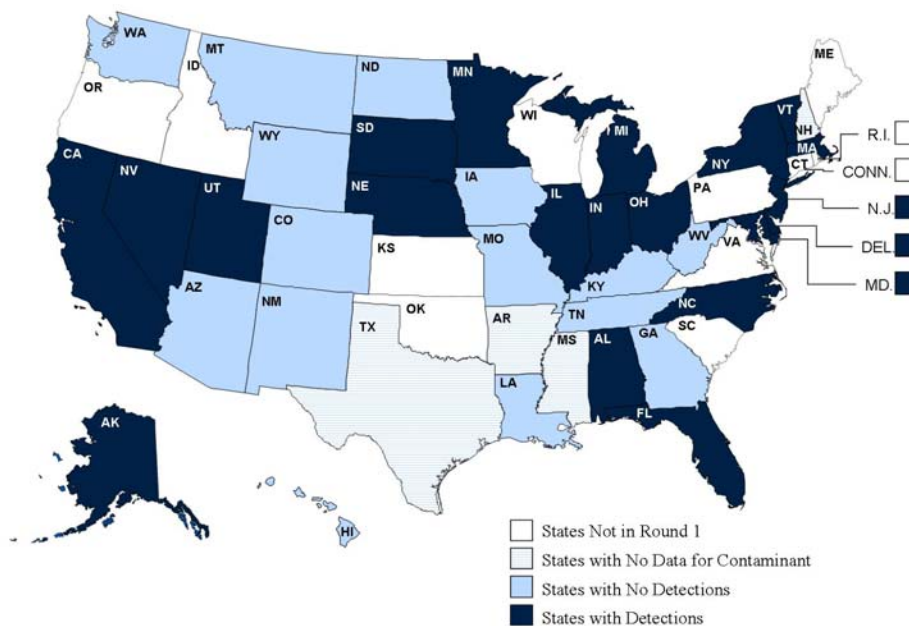 WA
MT
ND
MN
ME
ID
OR
VT
NH
WI
MI
MA
R.I.
SD
WY
NY
CT
CONN.
CA
NV
UT
NE
IA
PA
IL
IN
OH
N.J.
CO
MO
WV
VA
DEL.
KS
KY
MD.
AZ
NM
OK
TN
NC
TX
AR
SC
MS
AL
GA
LA
FL
AK
HI
States Not in Round 1
States with No Data for Contaminant
States with No Detections
States with Detections